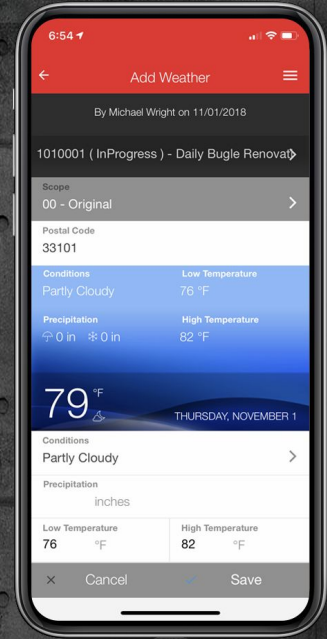 6:54
Add Weather
By Michael Wright on 11/01/2018
1010001 ( InProgress ) - Daily Bugle Renovat
Scope
00 - Original
Postal Code
33101
Conditions Low Temperature
Partly Cloudy 76 °F
Precipitation High Temperature
0 in 0 in 82 °F
79 °F
THURSDAY, NOVEMBER 1
Conditions
Partly Cloudy
Precipitation
inches
Low Temperature High Temperature
76 °F 82 °F
Cancel Save